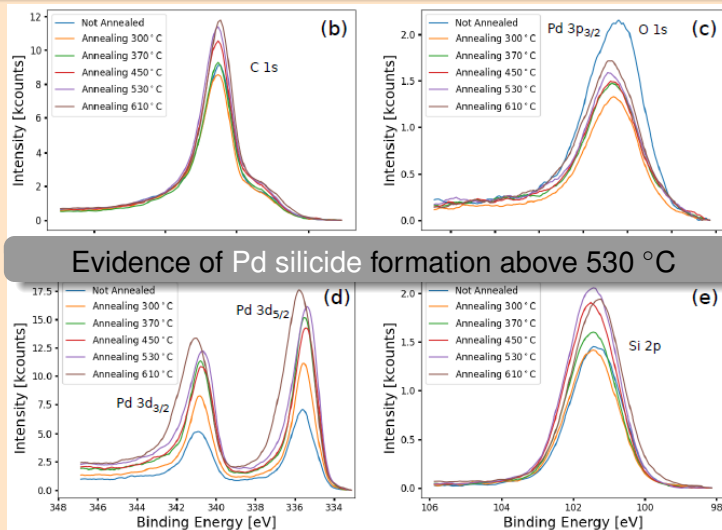 (b)
12
10
8
6
4
2
0
Intensity [kcounts]
Not Annealed
Annealing 300°C
Annealing 370°C
Annealing 450°C
Annealing 530°C
Annealing 610°C
C 1s
(c)
2.0
1.5
1.0
0.5
0.0
Intensity [kcounts]
Not Annealed
Annealing 300°C
Annealing 370°C
Annealing 450°C
Annealing 530°C
Annealing 610°C
Pd 3p3/2
O 1s
Evidence of Pd silicide formation above 530 °C
(d)
17.5
15.0
12.5
10.0
7.5
5.0
2.5
0.0
Intensity [kcounts]
Not Annealed
Annealing 300°C
Annealing 370°C
Annealing 450°C
Annealing 530°C
Annealing 610°C
Pd 3d5/2
Pd 3d3/2
348 346 344 342 340 338 336 334
Binding Energy [eV]
(e)
2.0
1.5
1.0
0.5
0.0
Intensity [kcounts]
Not Annealed
Annealing 300°C
Annealing 370°C
Annealing 450°C
Annealing 530°C
Annealing 610°C
Si 2p
106 104 102 100 98
Binding Energy [eV]